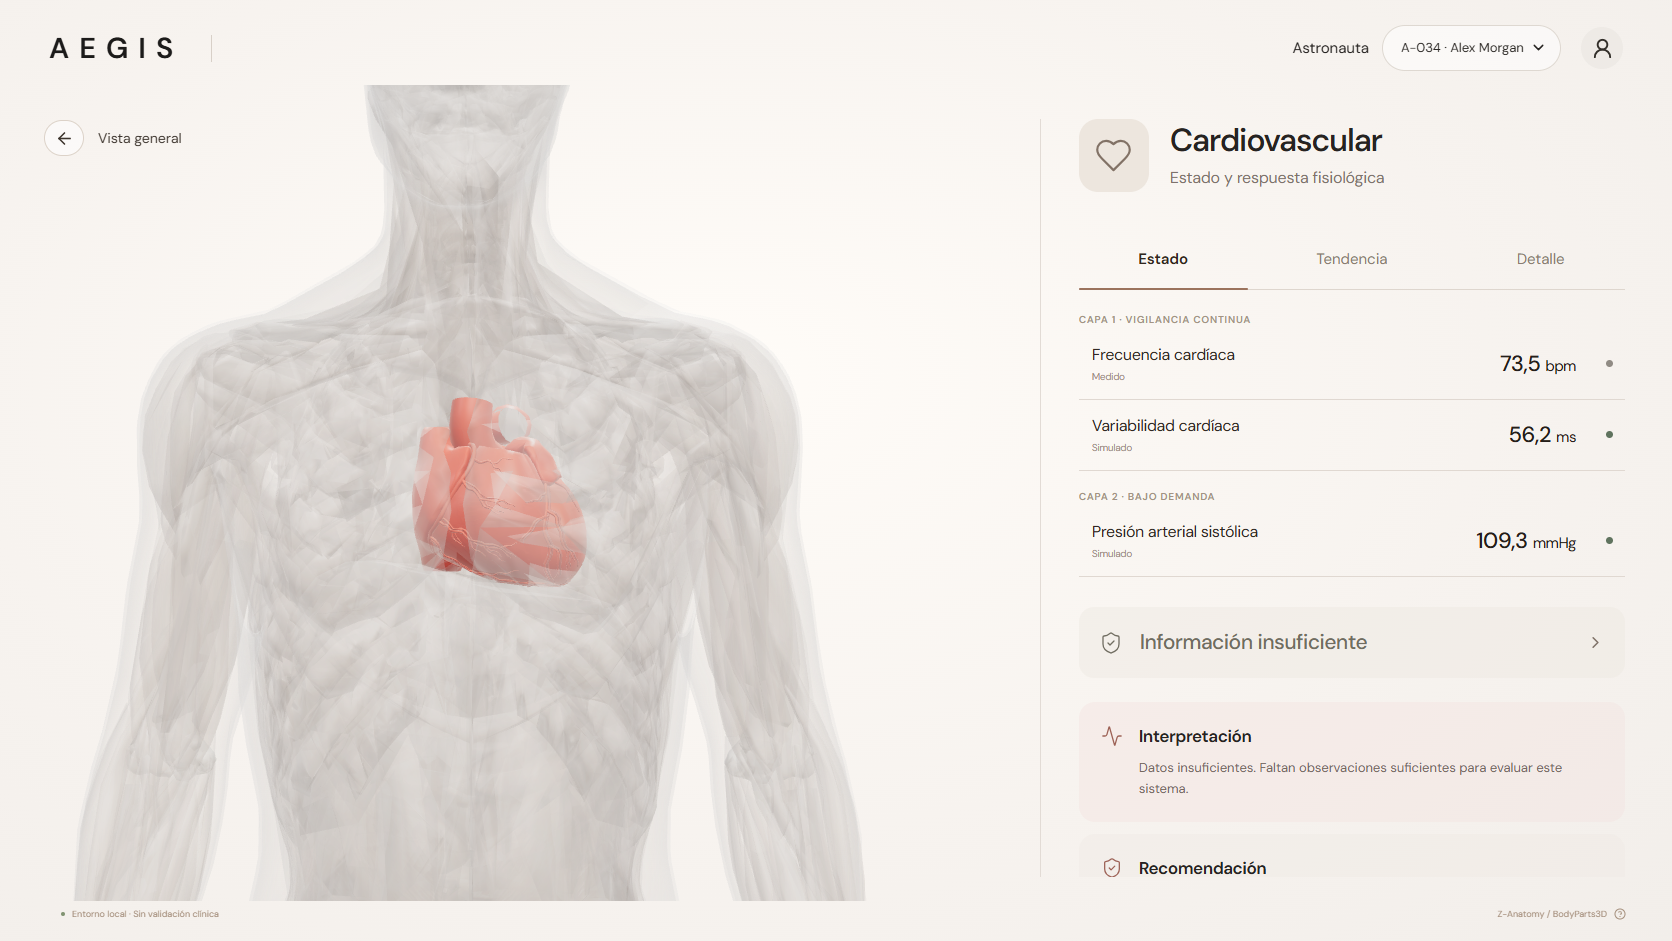 AEGIS
Astronauta
A-034 · Alex Morgan
Vista general
Cardiovascular
Estado y respuesta fisiológica
Estado
Tendencia
Detalle
CAPA 1 · VIGILANCIA CONTINUA
Frecuencia cardíaca
Medido
73,5 bpm
Variabilidad cardíaca
Simulado
56,2 ms
CAPA 2 · BAJO DEMANDA
Presión arterial sistólica
Simulado
109,3 mmHg
Información insuficiente
Interpretación
Datos insuficientes. Faltan observaciones suficientes para evaluar este
sistema.
Recomendación
Entorno local · Sin validación clínica
Z-Anatomy / BodyParts3D